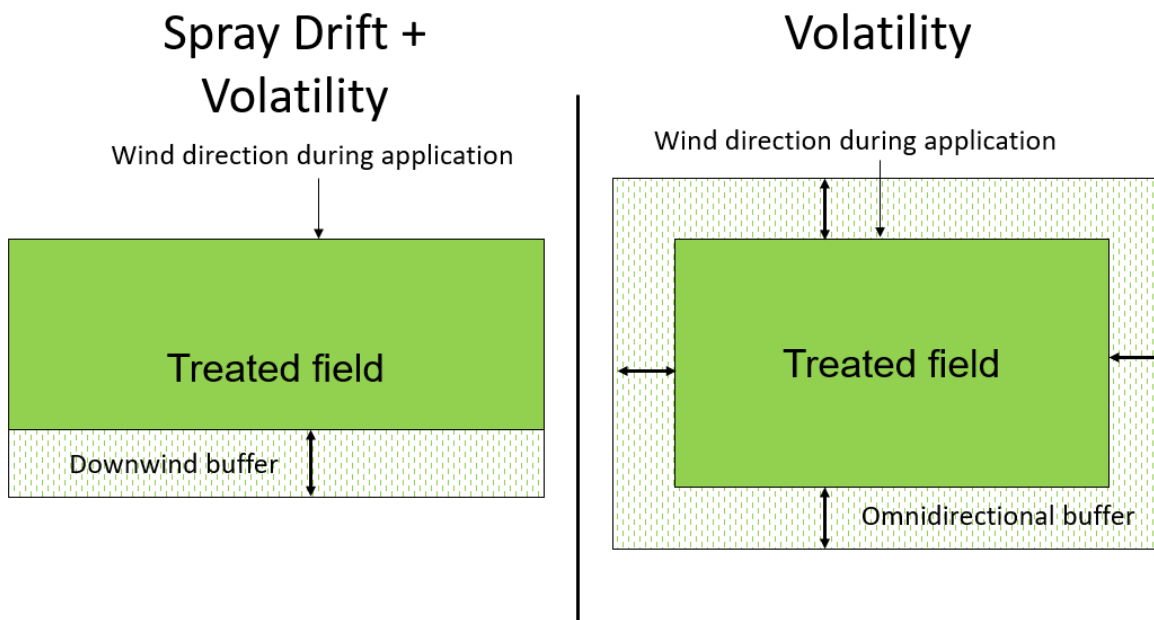 Spray Drift +
Volatility
Wind direction during application
Treated field
Downwind buffer
Volatility
Wind direction during application
Treated field
Omnidirectional buffer